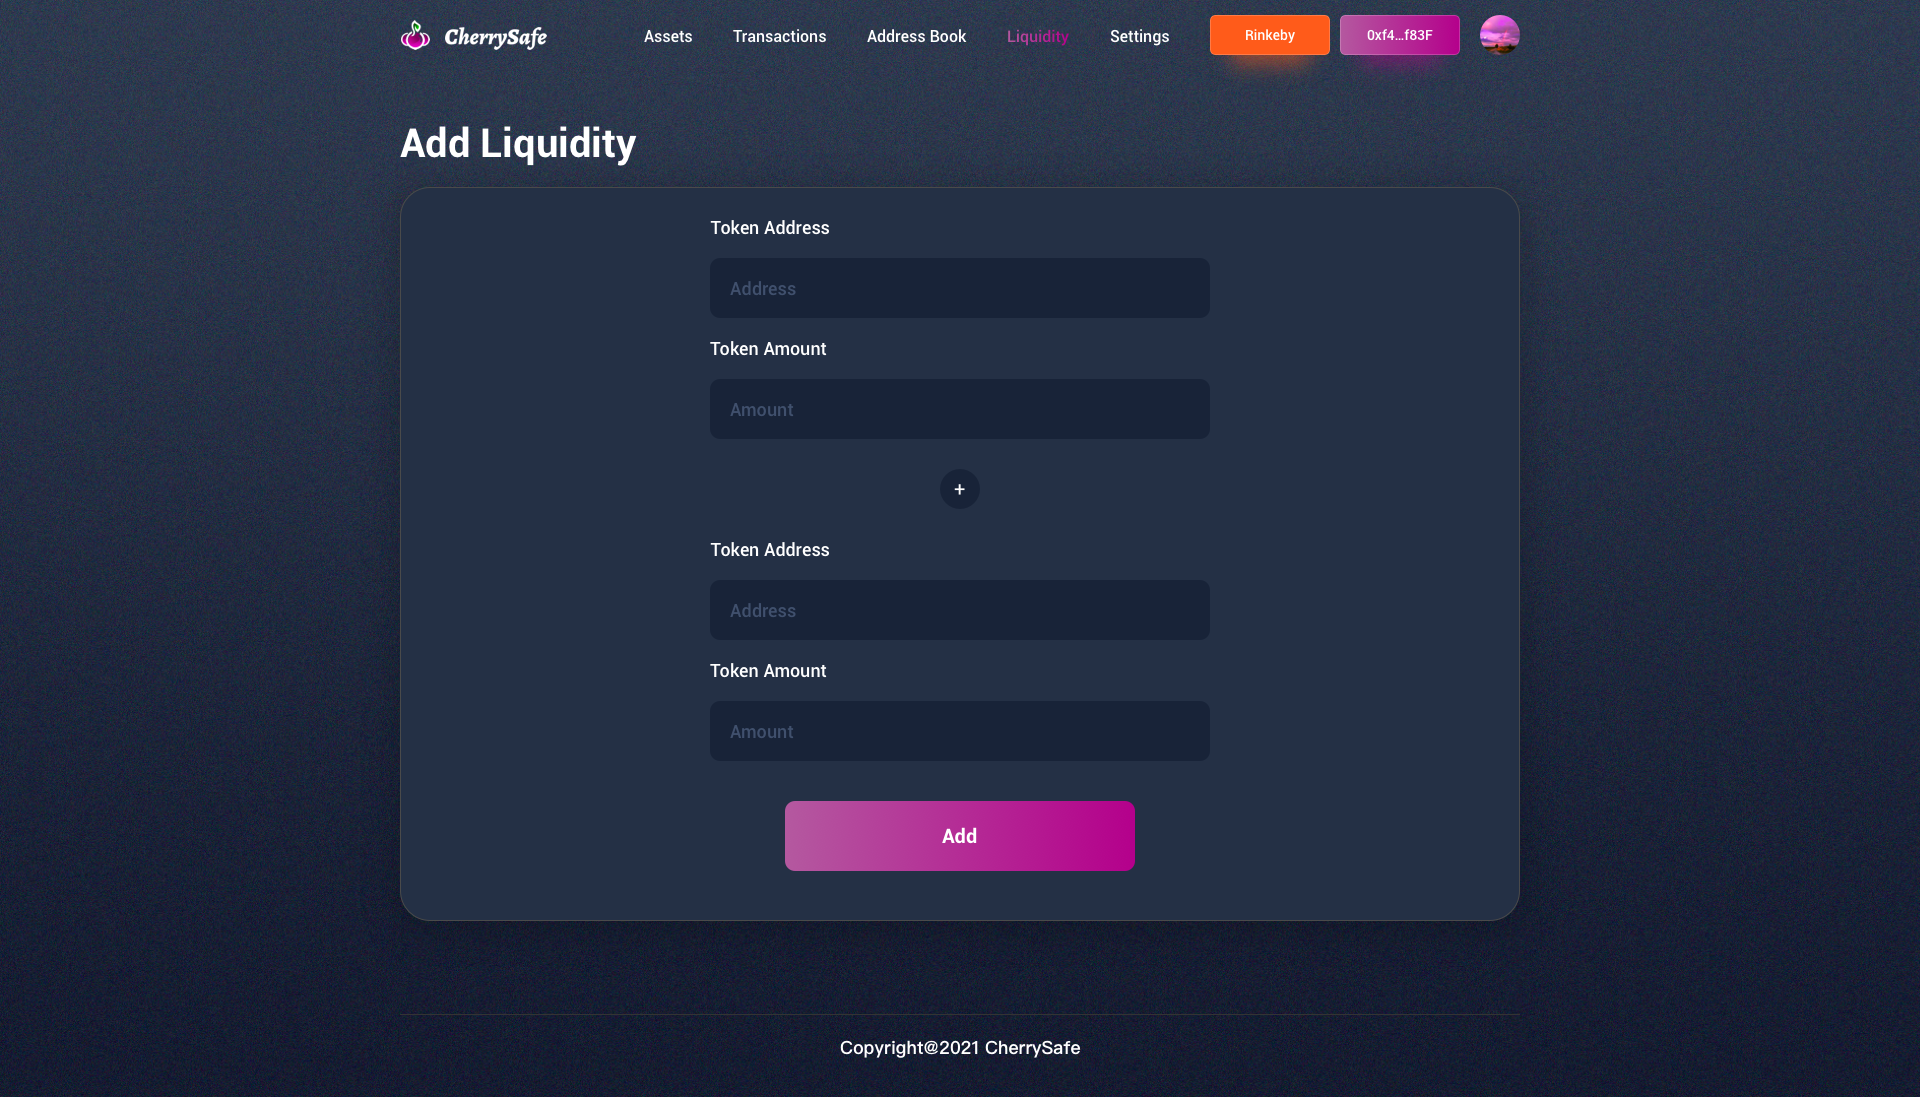 CherrySafe
Assets
Transactions
Address Book
Liquidity
Settings
Rinkeby
0xf4...f83F
Add Liquidity
Token Address
Address
Token Amount
Amount
+
Token Address
Address
Token Amount
Amount
Add
Copyright@2021 CherrySafe